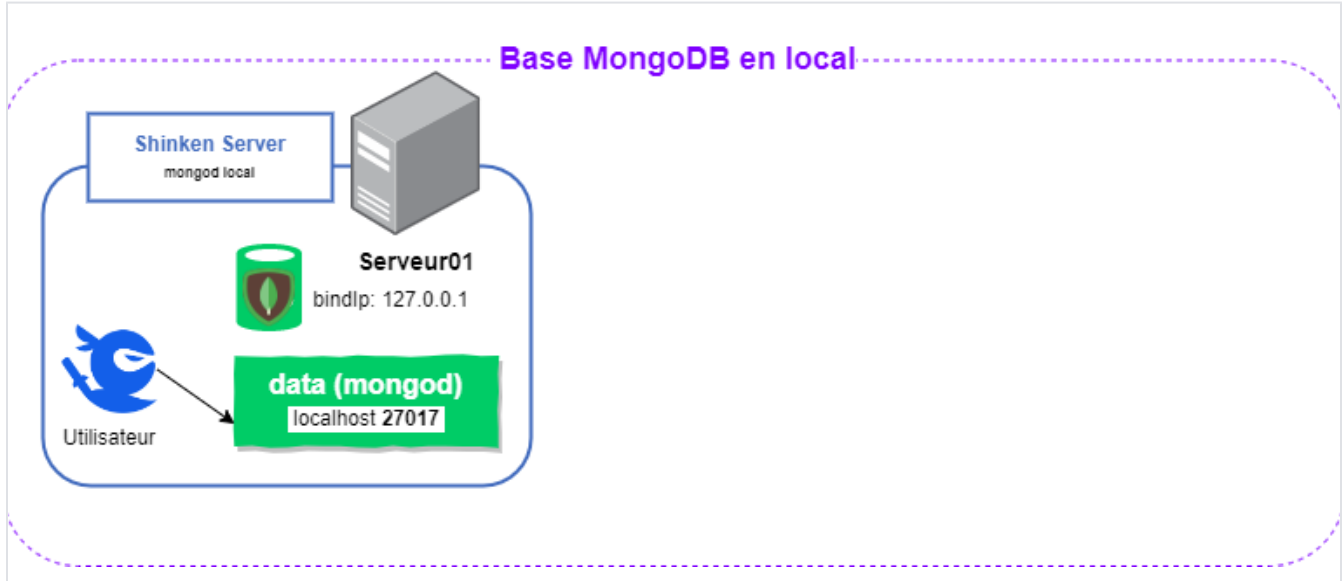 Base MongoDB en local
Shinken Server
mongod local
Serveur01
bindIp: 127.0.0.1
data (mongod)
localhost 27017
Utilisateur